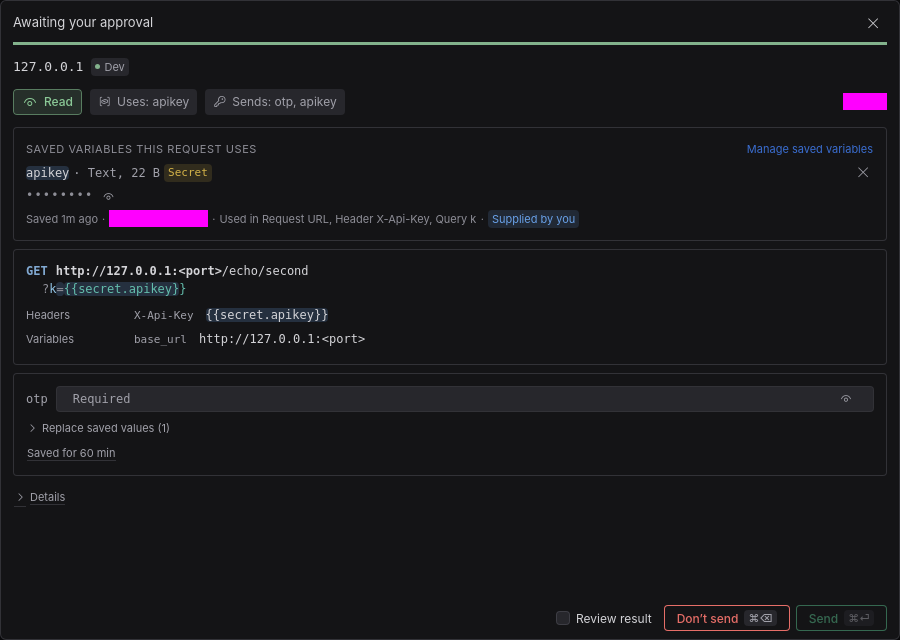 Awaiting your approval
127.0.0.1 Dev
Read Uses: apikey Sends: otp, apikey
SAVED VARIABLES THIS REQUEST USES Manage saved variables
apikey · Text, 22 B Secret
••••••••
Saved 1m ago · · Used in Request URL, Header X-Api-Key, Query k · Supplied by you
GET http://127.0.0.1:<port>/echo/second
?k={{secret.apikey}}
Headers X-Api-Key {{secret.apikey}}
Variables base_url http://127.0.0.1:<port>
otp Required
Replace saved values (1)
Saved for 60 min
Details
Review result Don't send ⌘⌫ Send ⌘⏎